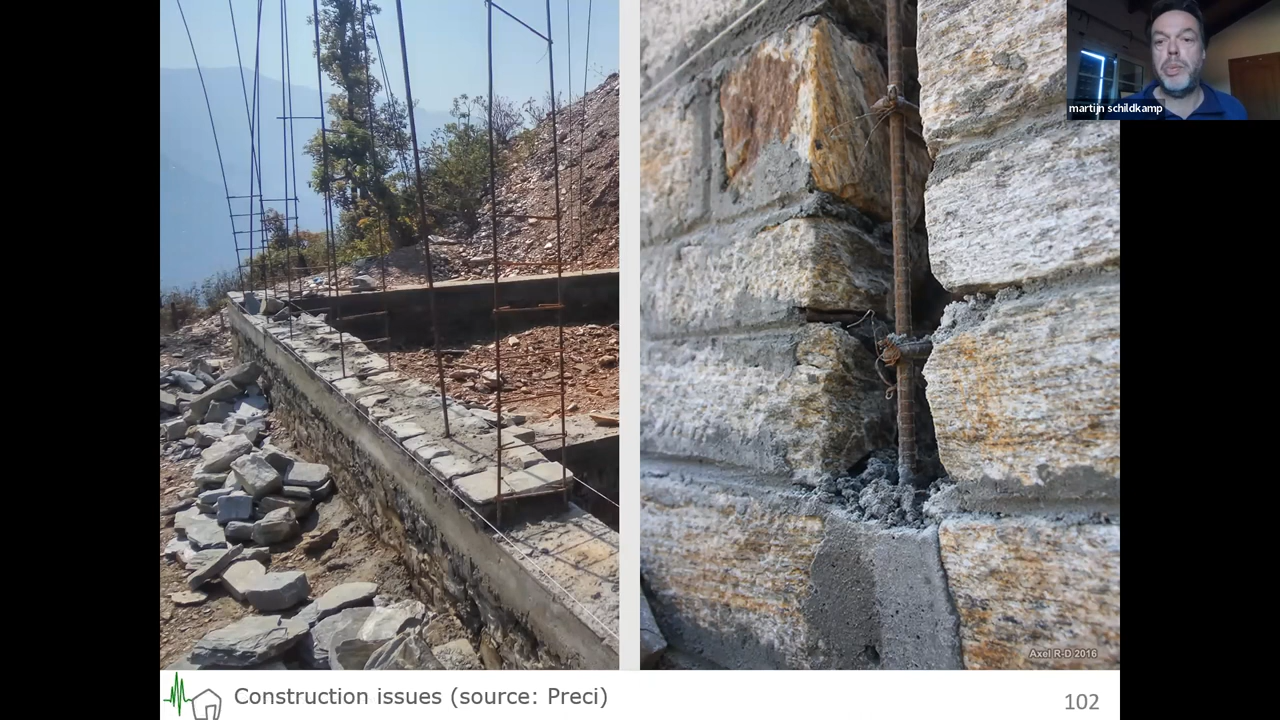 martijn schildkamp
Axel R-D 2016
Construction issues (source: Preci)
102